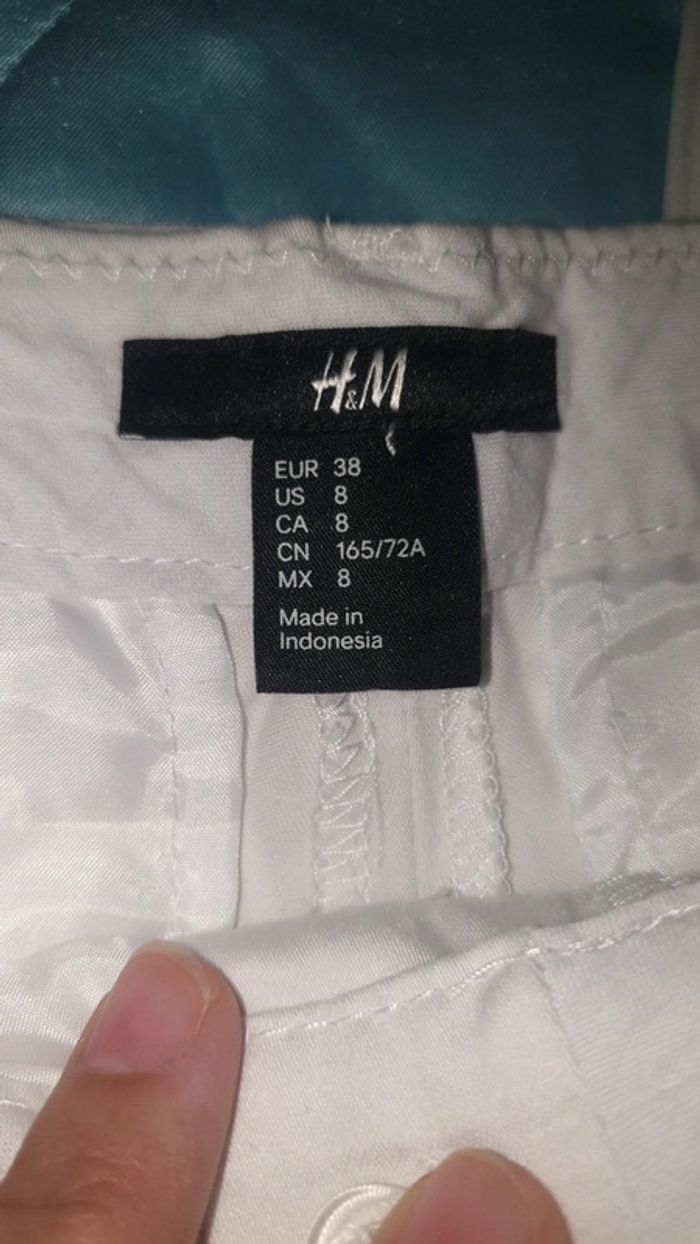 H&M
EUR 38
US 8
CA 8
CN 165/72A
MX 8
Made in
Indonesia